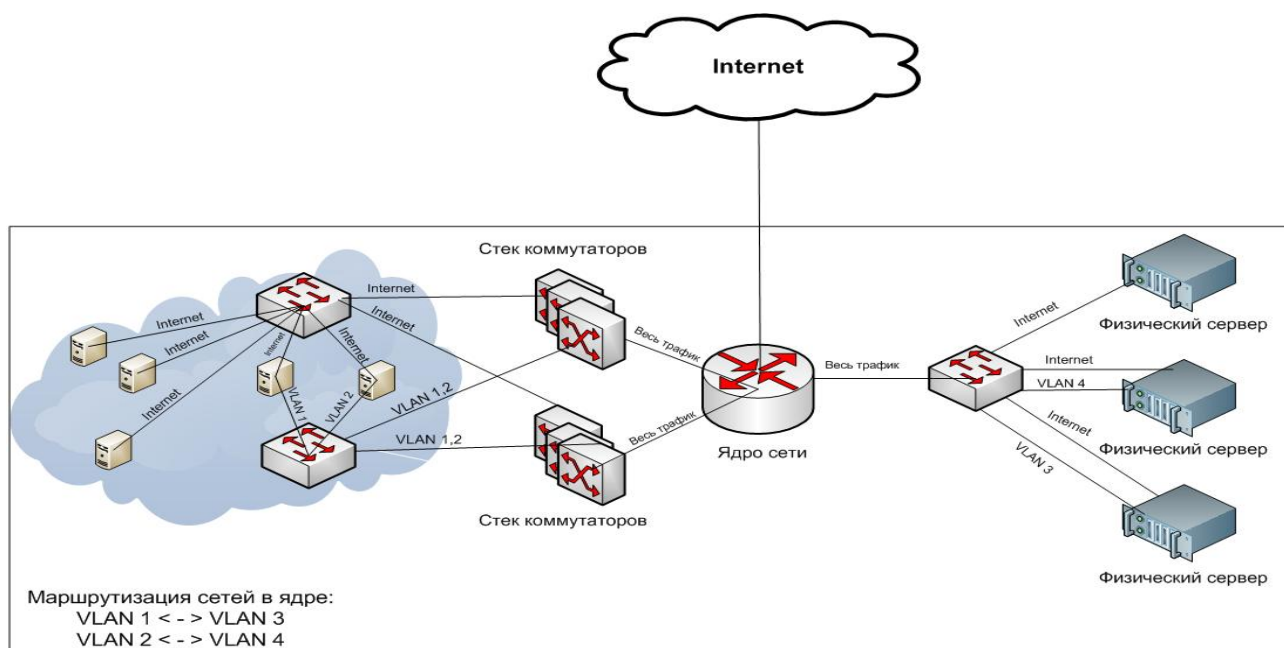 Internet
Стек коммутаторов
Internet
Internet
Internet
Internet
Internet
Internet
Internet
VLAN 1
VLAN 2
VLAN 1,2
VLAN 1,2
Стек коммутаторов
Весь трафик
Весь трафик
Ядро сети
Весь трафик
Internet
Физический сервер
Internet
VLAN 4
Физический сервер
Internet
VLAN 3
Физический сервер
Маршрутизация сетей в ядре:
VLAN 1 < - > VLAN 3
VLAN 2 < - > VLAN 4